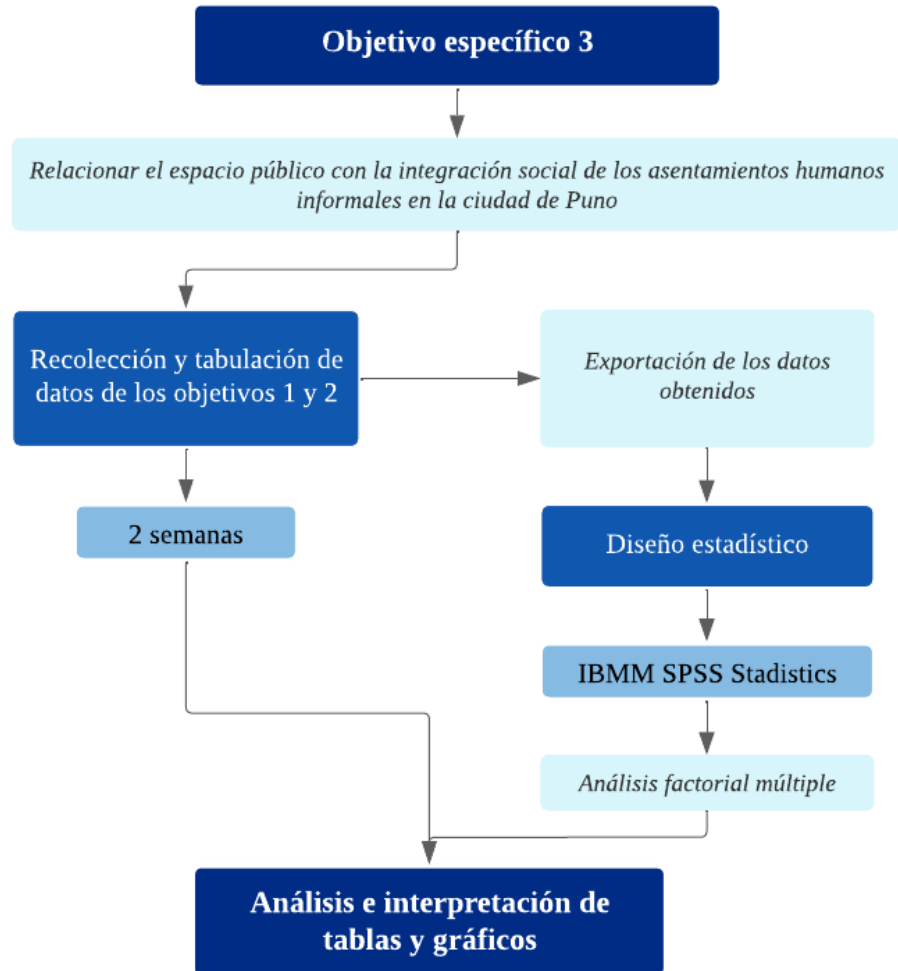 Objetivo específico 3
Relacionar el espacio público con la integración social de los asentamientos humanos
informales en la ciudad de Puno
Recolección y tabulación de
datos de los objetivos 1 y 2
Exportación de los datos
obtenidos
2 semanas
Diseño estadístico
IBMM SPSS Stadistics
Análisis factorial múltiple
Análisis e interpretación de
tablas y gráficos